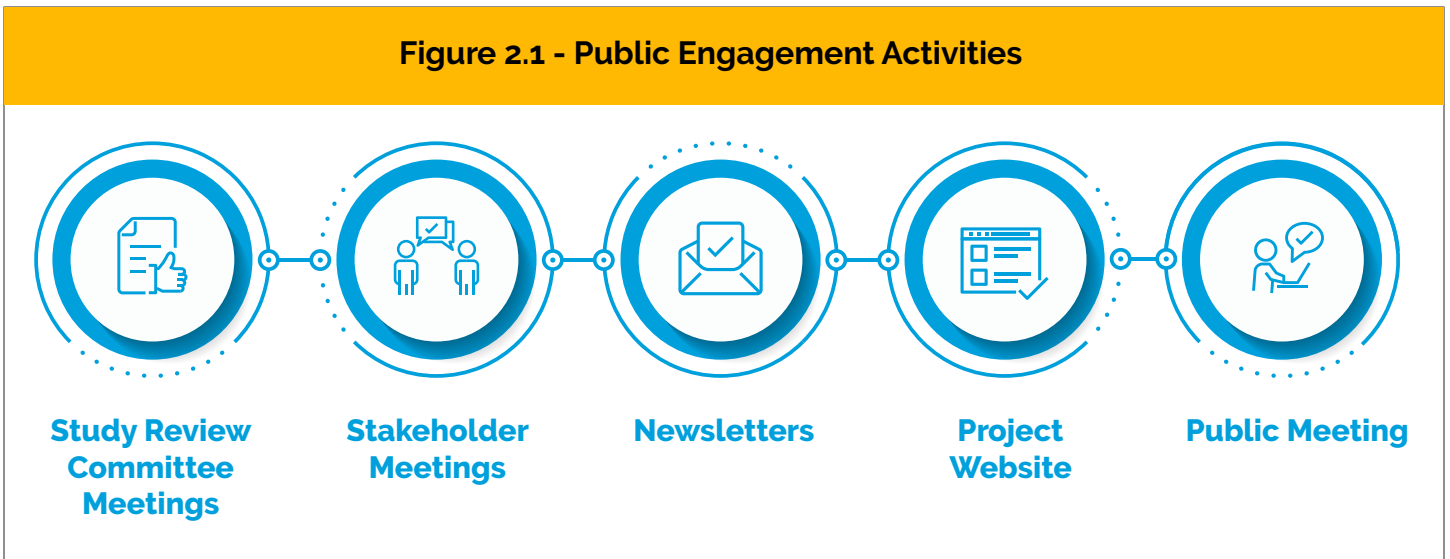 Figure 2.1 - Public Engagement Activities
Study Review
Committee
Meetings
Stakeholder
Meetings
Newsletters
Project
Website
Public Meeting